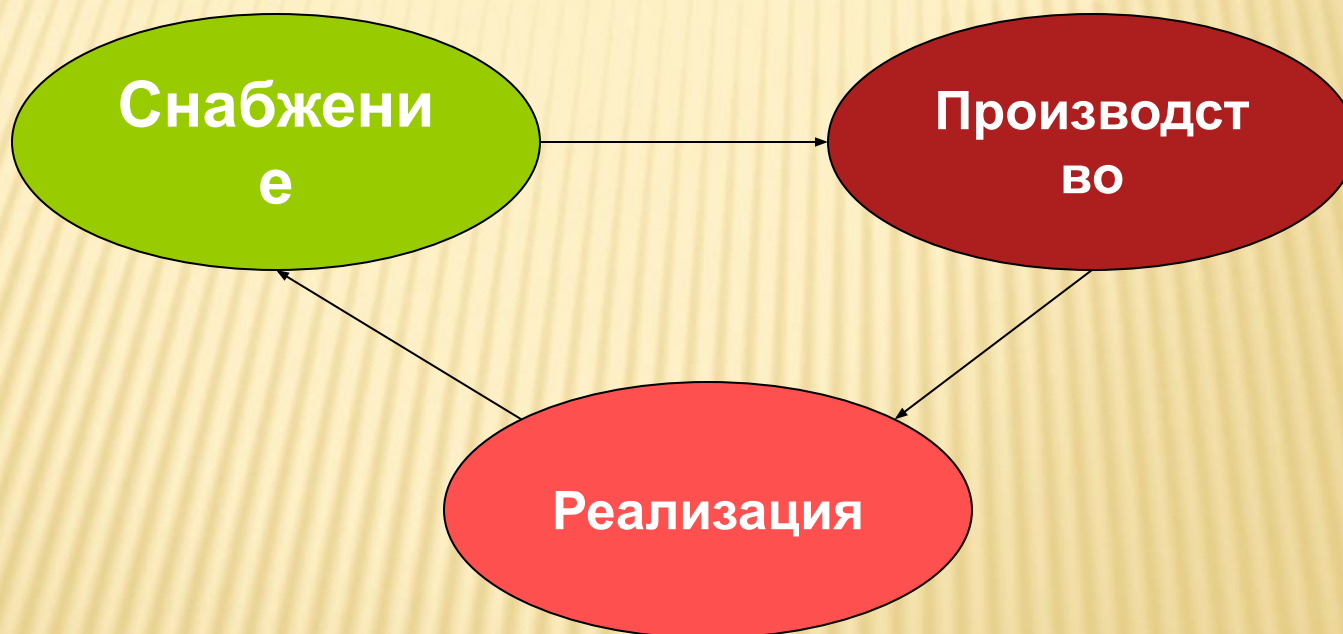 Снабжени
е
Производст
во
Реализация